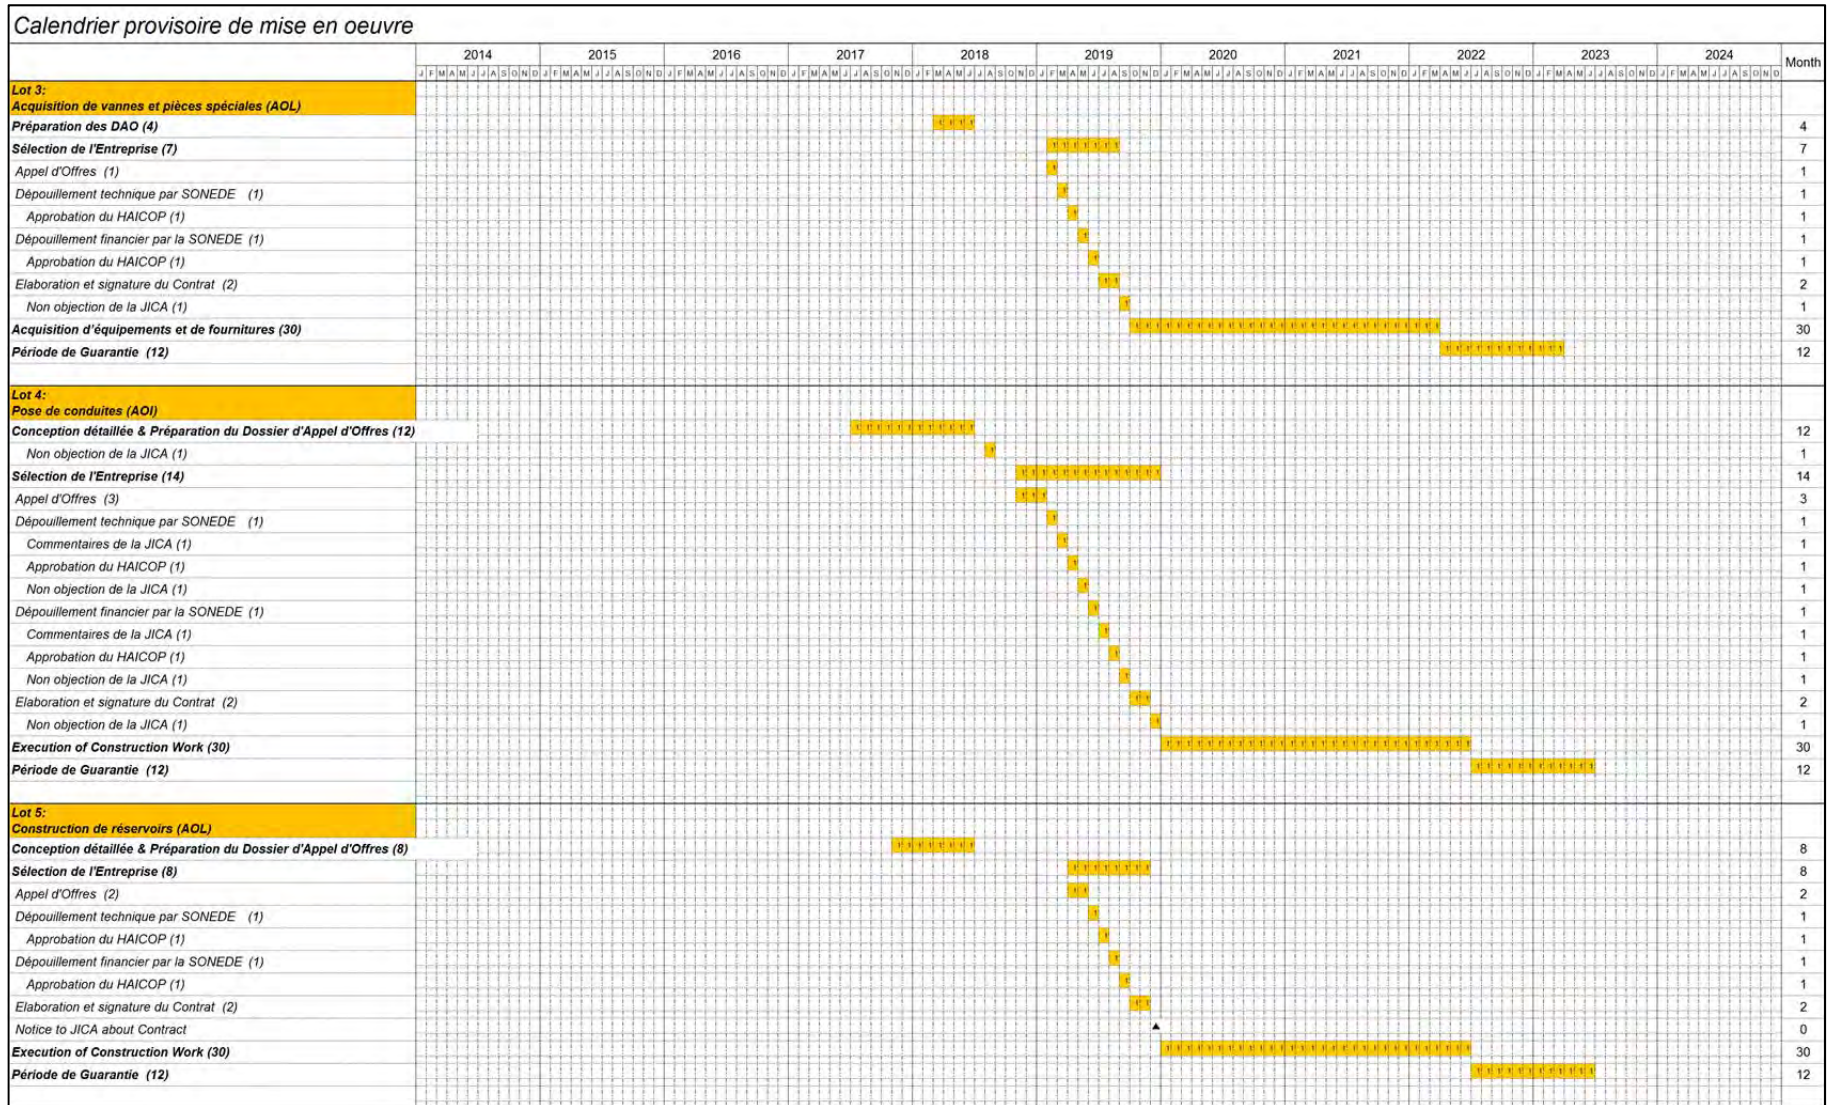 Calendrier provisoire de mise en oeuvre
2014 2015 2016 2017 2018 2019 2020 2021 2022 2023 2024 Month
J F M A M J J A S O N D J F M A M J J A S O N D J F M A M J J A S O N D J F M A M J J A S O N D J F M A M J J A S O N D J F M A M J J A S O N D J F M A M J J A S O N D J F M A M J J A S O N D J F M A M J J A S O N D J F M A M J J A S O N D J F M A M J J A S O N D
Lot 3:
Acquisition de vannes et pièces spéciales (AOL)
Préparation des DAO (4) 4
Sélection de l'Entreprise (7) 7
Appel d'Offres (1) 1
Dépouillement technique par SONEDE (1) 1
Approbation du HAICOP (1) 1
Dépouillement financier par la SONEDE (1) 1
Approbation du HAICOP (1) 1
Elaboration et signature du Contrat (2) 2
Non objection de la JICA (1) 1
Acquisition d'équipements et de fournitures (30) 30
Période de Guarantie (12) 12
Lot 4:
Pose de conduites (AOI)
Conception détaillée & Préparation du Dossier d'Appel d'Offres (12) 12
Non objection de la JICA (1) 1
Sélection de l'Entreprise (14) 14
Appel d'Offres (3) 3
Dépouillement technique par SONEDE (1) 1
Commentaires de la JICA (1) 1
Approbation du HAICOP (1) 1
Non objection de la JICA (1) 1
Dépouillement financier par la SONEDE (1) 1
Commentaires de la JICA (1) 1
Approbation du HAICOP (1) 1
Non objection de la JICA (1) 1
Elaboration et signature du Contrat (2) 2
Non objection de la JICA (1) 1
Execution of Construction Work (30) 30
Période de Guarantie (12) 12
Lot 5:
Construction de réservoirs (AOL)
Conception détaillée & Préparation du Dossier d'Appel d'Offres (8) 8
Sélection de l'Entreprise (8) 8
Appel d'Offres (2) 2
Dépouillement technique par SONEDE (1) 1
Approbation du HAICOP (1) 1
Dépouillement financier par la SONEDE (1) 1
Approbation du HAICOP (1) 1
Elaboration et signature du Contrat (2) 2
Notice to JICA about Contract 0
Execution of Construction Work (30) 30
Période de Guarantie (12) 12